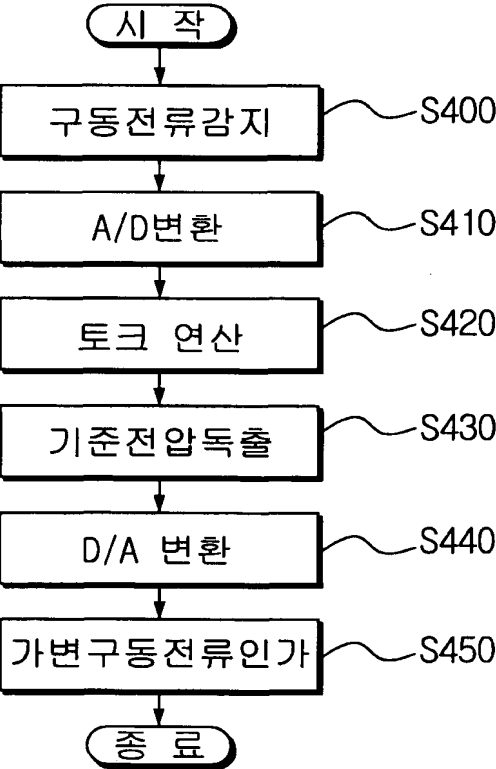 시 작
구동전류감지
S400
A/D변환
S410
토크 연산
S420
기준전압독출
S430
D/A 변환
S440
가변구동전류인가
S450
종 료